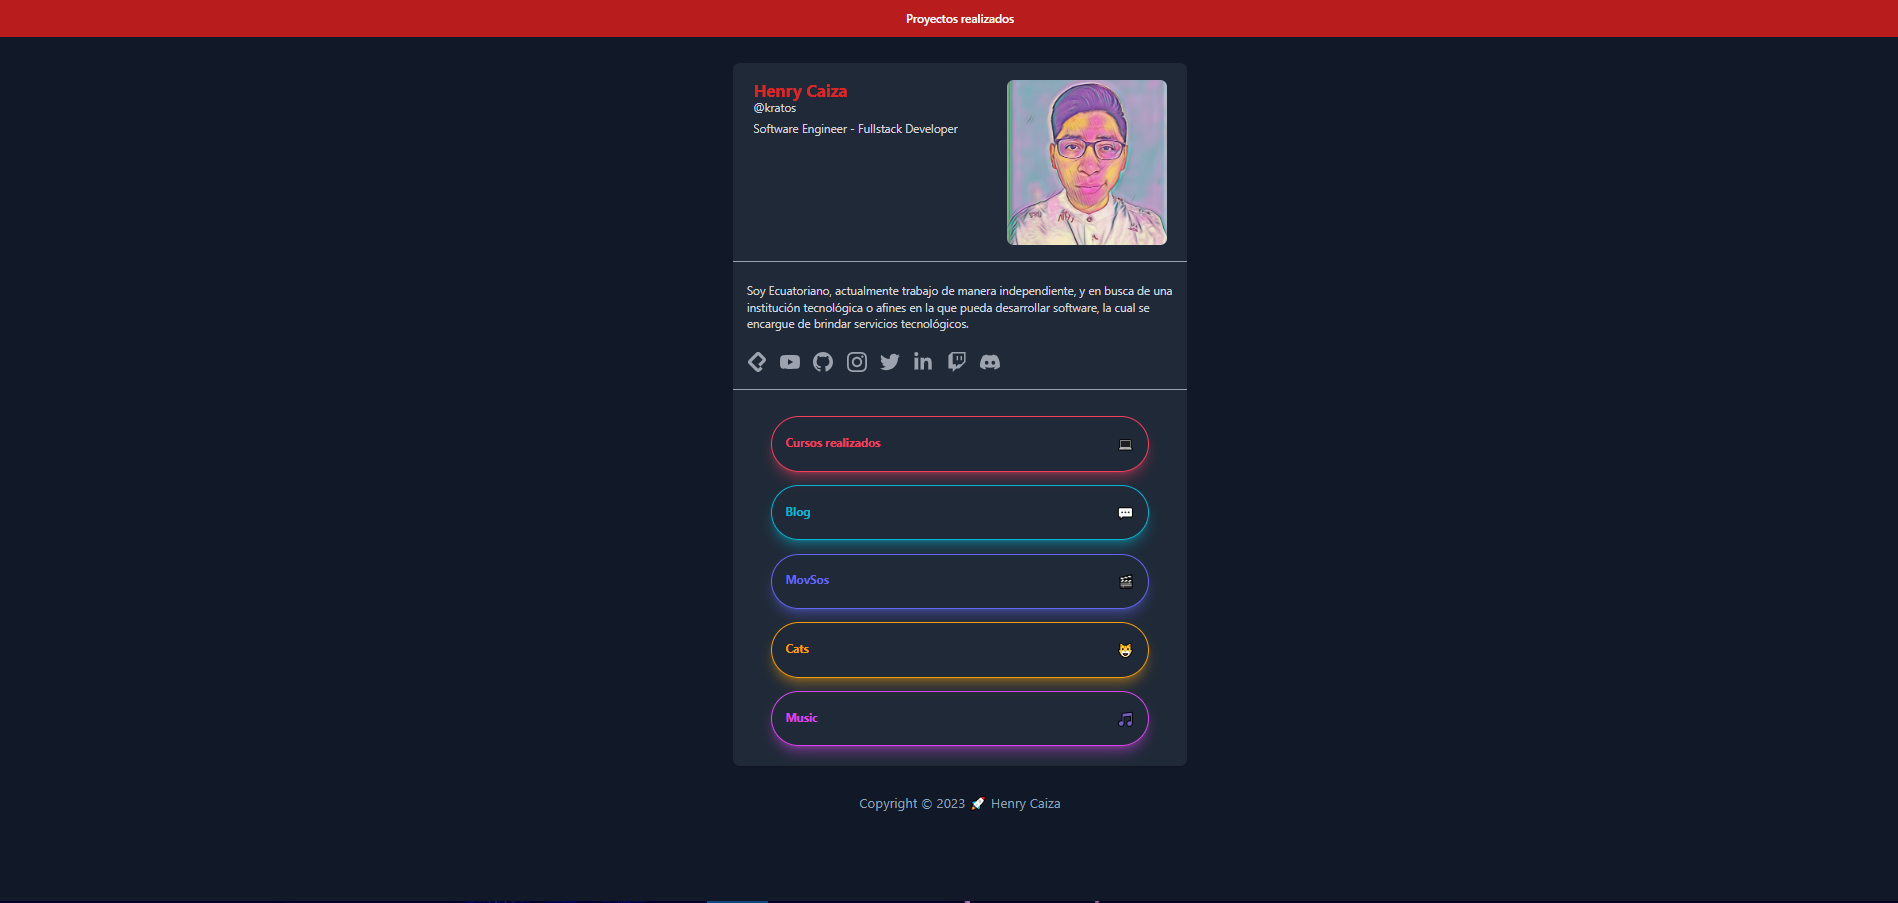 Proyectos realizados
Henry Caiza
@kratos
Software Engineer - Fullstack Developer
Soy Ecuatoriano, actualmente trabajo de manera independiente, y en busca de una
institución tecnológica o afines en la que pueda desarrollar software, la cual se
encargue de brindar servicios tecnológicos.
Cursos realizados 💻
Blog 💬
MovSos 🎬
Cats 😺
Music 🎵
Copyright © 2023 🚀 Henry Caiza